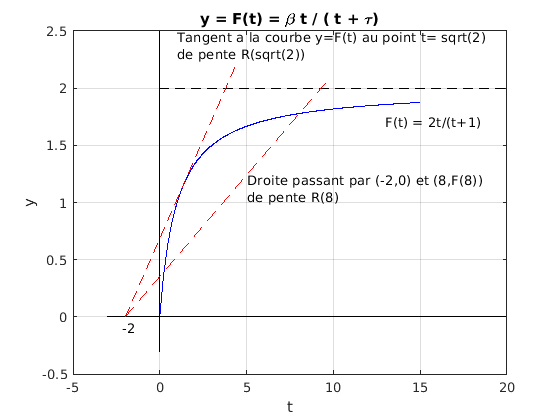 y = F(t) = β t / ( t + τ)
Tangent a'la courbe y=F(t) au point t= sqrt(2)
de pente R(sqrt(2))
F(t) = 2t/(t+1)
Droite passant par (-2,0) et (8,F(8))
de pente R(8)
-2
2.5
2
1.5
1
0.5
0
-0.5
y
-5
0
5
10
15
20
t